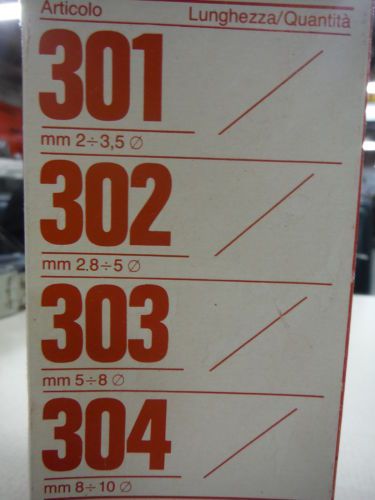 Articolo Lunghezza/Quantità
301
mm 2÷3,5 ∅
302
mm 2.8÷5 ∅
303
mm 5÷8 ∅
304
mm 8÷10 ∅